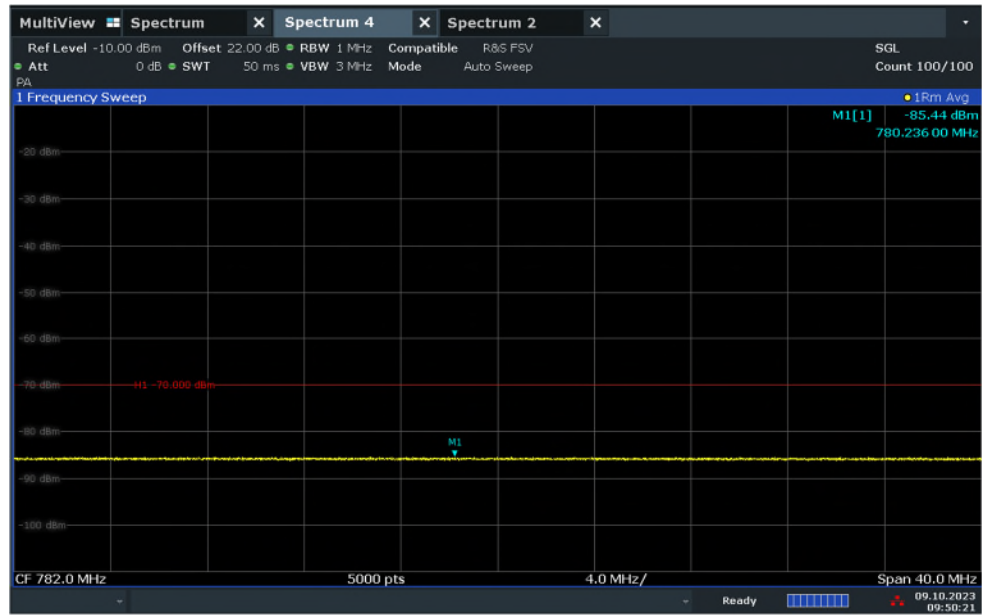 MultiView Spectrum X Spectrum 4 X Spectrum 2 X
Ref Level -10.00 dBm Offset 22.00 dB RBW 1 MHz Compatible R&S FSV SGL
Att 0 dB SWT 50 ms VBW 3 MHz Mode Auto Sweep Count 100/100
PA
1 Frequency Sweep 1Rm Avg
M1[1] -85.44 dBm
780.236 00 MHz
-20 dBm
-30 dBm
-40 dBm
-50 dBm
-60 dBm
-70 dBm H1 -70.000 dBm
-80 dBm
M1
-90 dBm
-100 dBm
CF 782.0 MHz 5000 pts 4.0 MHz/ Span 40.0 MHz
Ready 09.10.2023
09:50:21